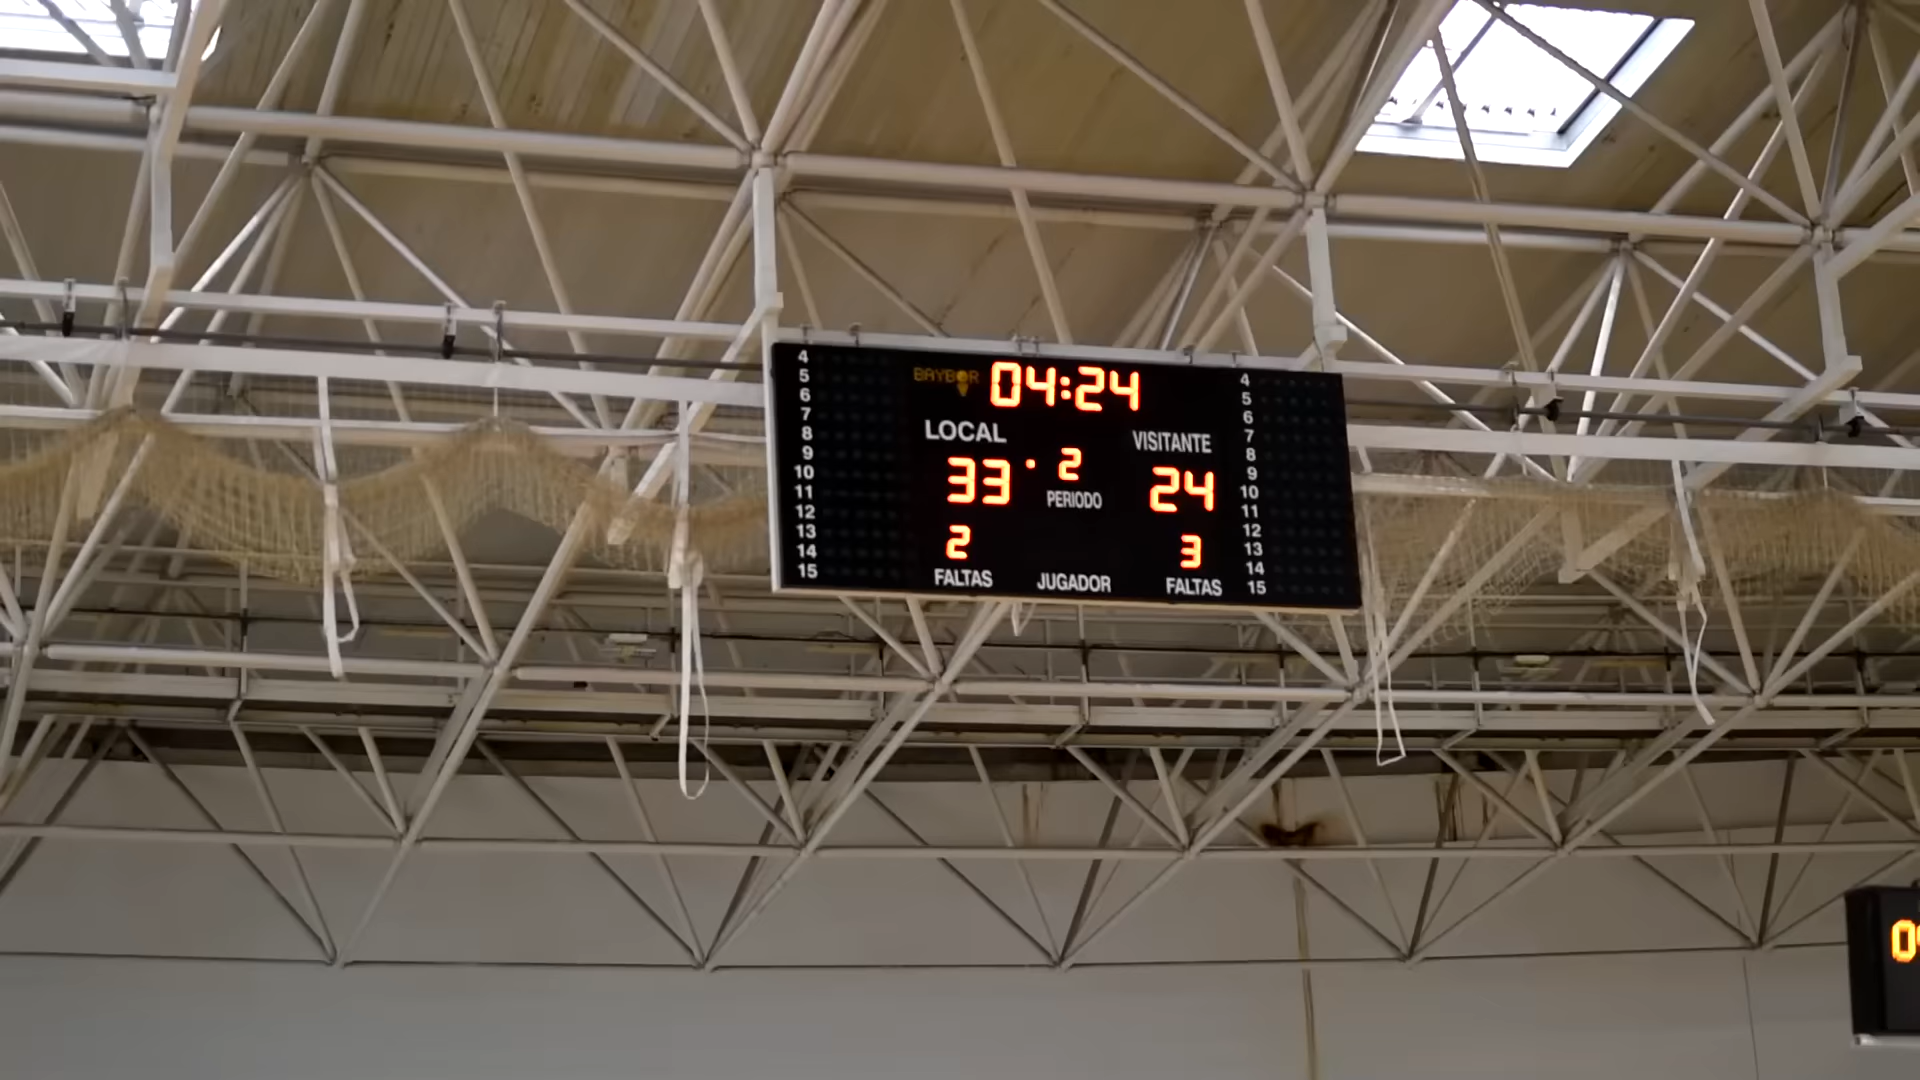 BAYBOR 04:24
LOCAL VISITANTE
33 · 2 24
PERIODO
2 3
FALTAS JUGADOR FALTAS
4 4
5 5
6 6
7 7
8 8
9 9
10 10
11 11
12 12
13 13
14 14
15 15
0